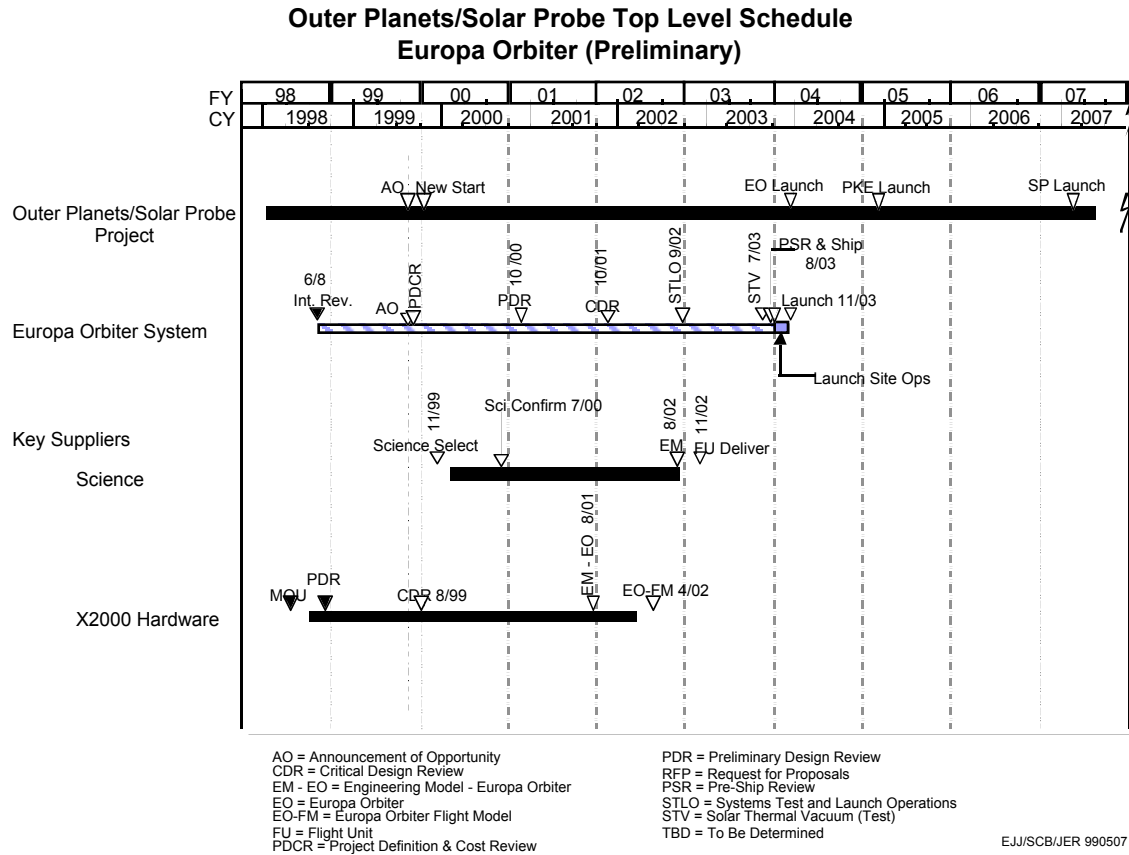 Outer Planets/Solar Probe Top Level Schedule
Europa Orbiter (Preliminary)
FY 98 99 00 01 02 03 04 05 06 07
CY 1998 1999 2000 2001 2002 2003 2004 2005 2006 2007
Outer Planets/Solar Probe
Project
AO New Start EO Launch PKE Launch SP Launch
Europa Orbiter System
6/8
Int. Rev.
AO
PDCR
10/00
PDR
10/01
CDR
STLO 9/02
STV 7/03
PSR & Ship
8/03
Launch 11/03
Launch Site Ops
Key Suppliers
Science
11/99
Science Select
Sci Confirm 7/00
8/02
EM
11/02
FU Deliver
X2000 Hardware
MOU
PDR
CDR 8/99
EM - EO 8/01
EO-FM 4/02
AO = Announcement of Opportunity
CDR = Critical Design Review
EM - EO = Engineering Model - Europa Orbiter
EO = Europa Orbiter
EO-FM = Europa Orbiter Flight Model
FU = Flight Unit
PDCR = Project Definition & Cost Review
PDR = Preliminary Design Review
RFP = Request for Proposals
PSR = Pre-Ship Review
STLO = Systems Test and Launch Operations
STV = Solar Thermal Vacuum (Test)
TBD = To Be Determined
EJJ/SCB/JER 990507